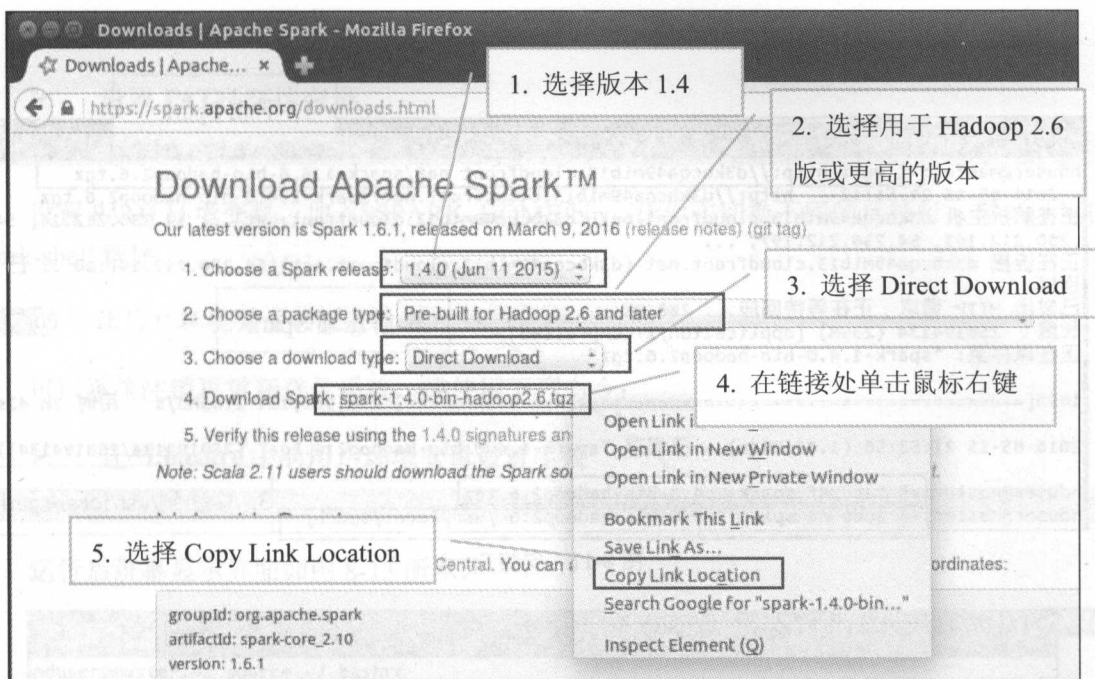 Downloads | Apache Spark - Mozilla Firefox
Downloads | Apache...
https://spark.apache.org/downloads.html
1. 选择版本 1.4
2. 选择用于 Hadoop 2.6
版或更高的版本
Download Apache Spark™
Our latest version is Spark 1.6.1, released on March 9, 2016 (release notes) (git tag)
1. Choose a Spark release: 1.4.0 (Jun 11 2015)
3. 选择 Direct Download
2. Choose a package type: Pre-built for Hadoop 2.6 and later
3. Choose a download type: Direct Download
4. 在链接处单击鼠标右键
4. Download Spark: spark-1.4.0-bin-hadoop2.6.tgz
5. Verify this release using the 1.4.0 signatures an
Note: Scala 2.11 users should download the Spark sou
Open Link i
Open Link in New Window
Open Link in New Private Window
Bookmark This Link
Save Link As...
Copy Link Location
Search Google for "spark-1.4.0-bin..."
Inspect Element (Q)
5. 选择 Copy Link Location
Central. You can a
ordinates:
groupId: org.apache.spark
artifactId: spark-core_2.10
version: 1.6.1